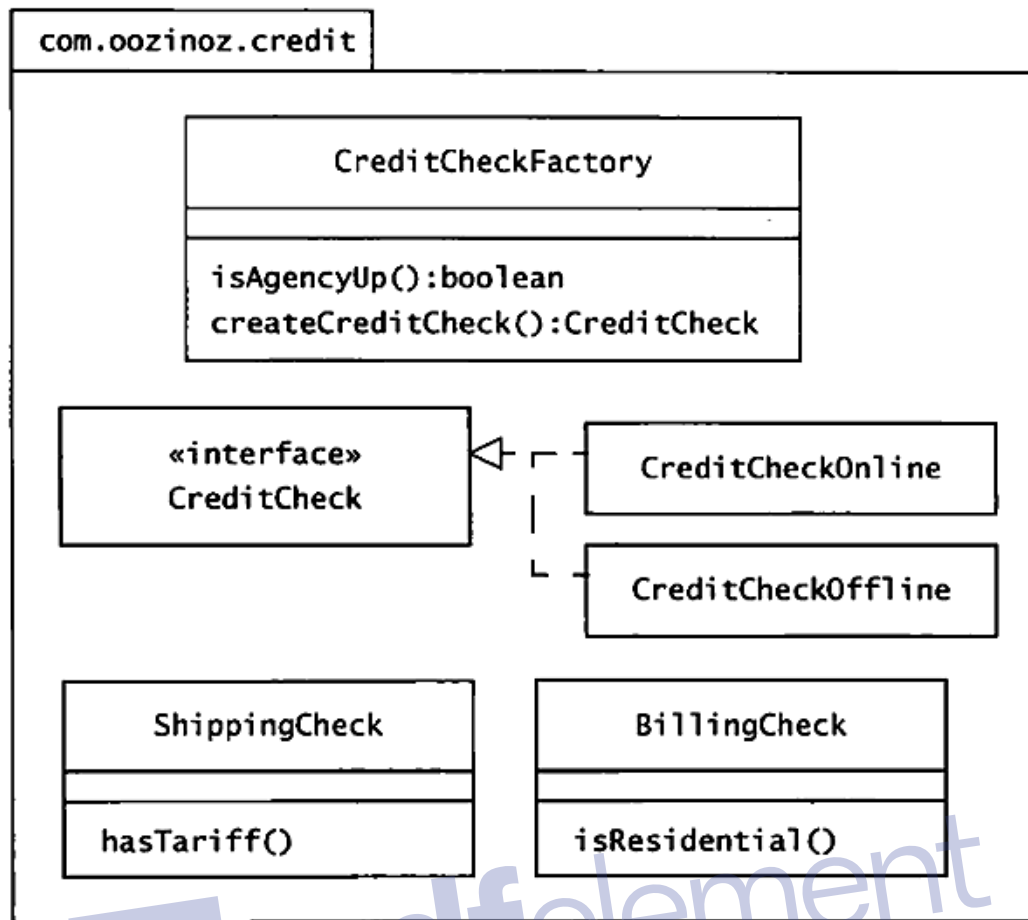 com.oozinoz.credit
CreditCheckFactory
isAgencyUp():boolean
createCreditCheck():CreditCheck
«interface»
CreditCheck
CreditCheckOnline
CreditCheckOffline
ShippingCheck
hasTariff()
BillingCheck
isResidential()